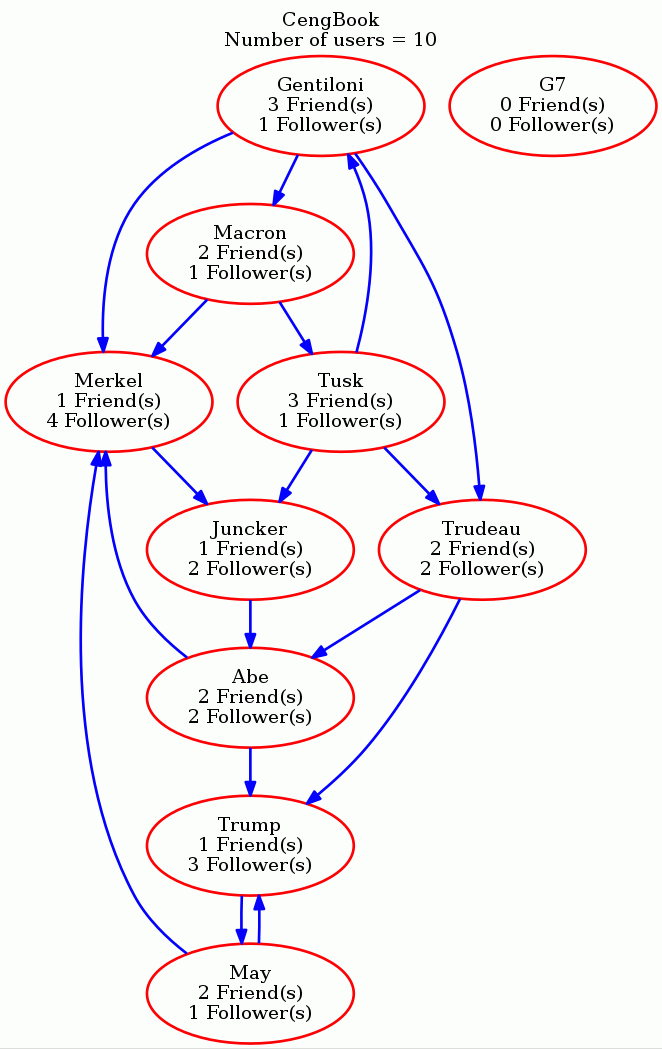 CengBook
Number of users = 10
Gentiloni
3 Friend(s)
1 Follower(s)
G7
0 Friend(s)
0 Follower(s)
Macron
2 Friend(s)
1 Follower(s)
Merkel
1 Friend(s)
4 Follower(s)
Tusk
3 Friend(s)
1 Follower(s)
Juncker
1 Friend(s)
2 Follower(s)
Trudeau
2 Friend(s)
2 Follower(s)
Abe
2 Friend(s)
2 Follower(s)
Trump
1 Friend(s)
3 Follower(s)
May
2 Friend(s)
1 Follower(s)